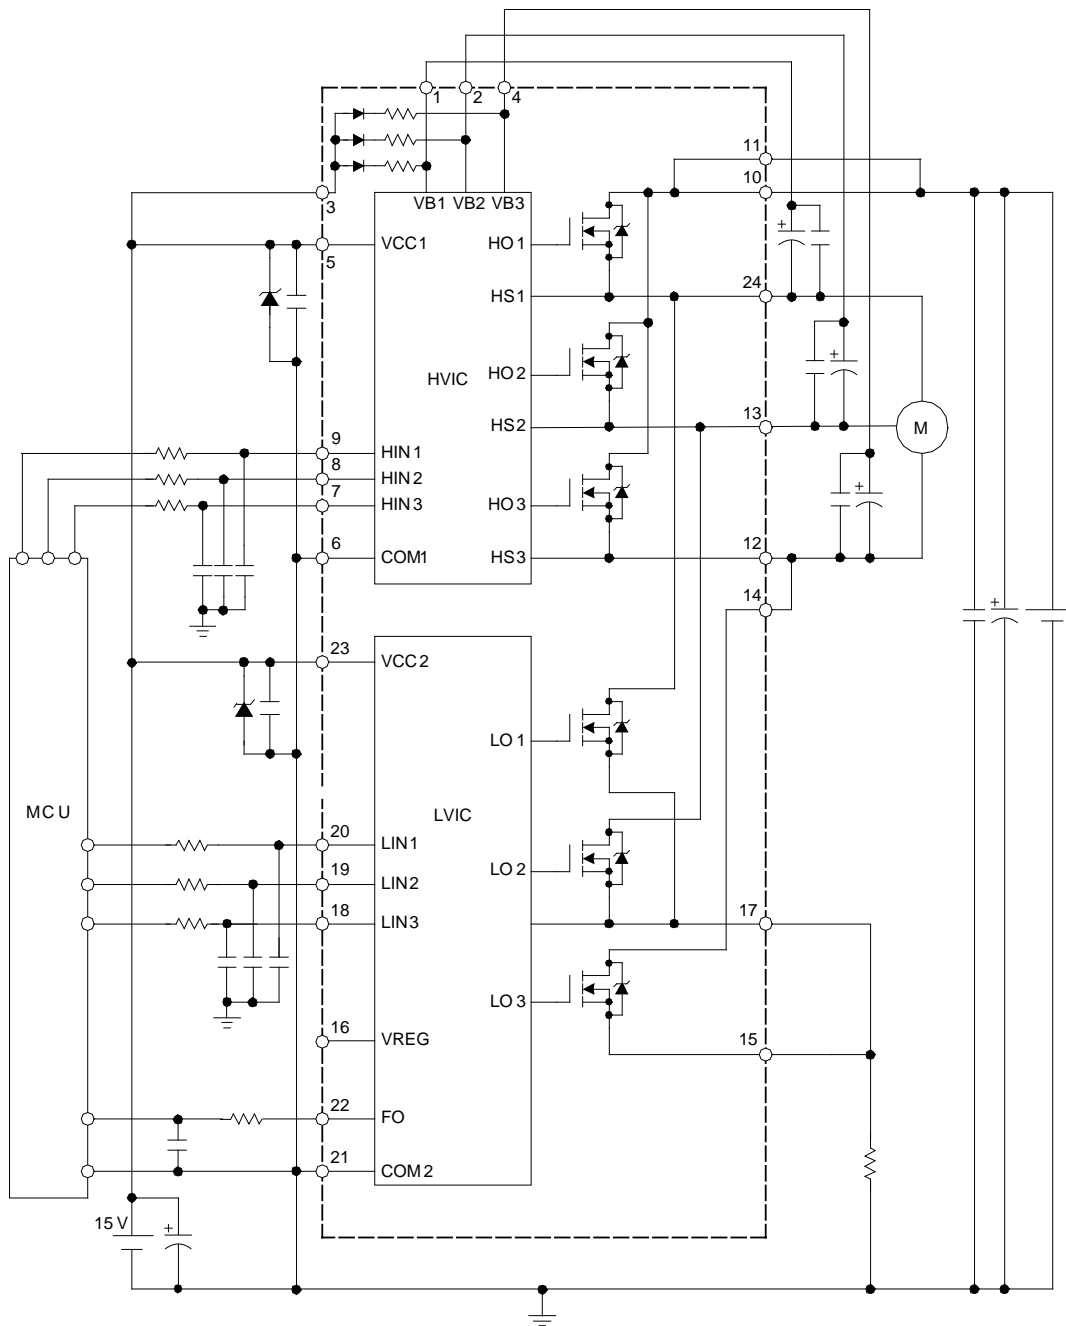 1 2 4
11
10
3
VB1 VB2 VB3
+
5 VCC1 HO1
24
HS1
+
HVIC HO2
13
HS2
M
9 HIN1
8 HIN2
7 HIN3
+
HO3
6 COM1 HS3 12
14
+
23 VCC2
LO1
MCU
LVIC
20 LIN1
19 LIN2
LO2
18 LIN3
17
LO3
16 VREG
15
22 FO
21 COM2
15 V
+